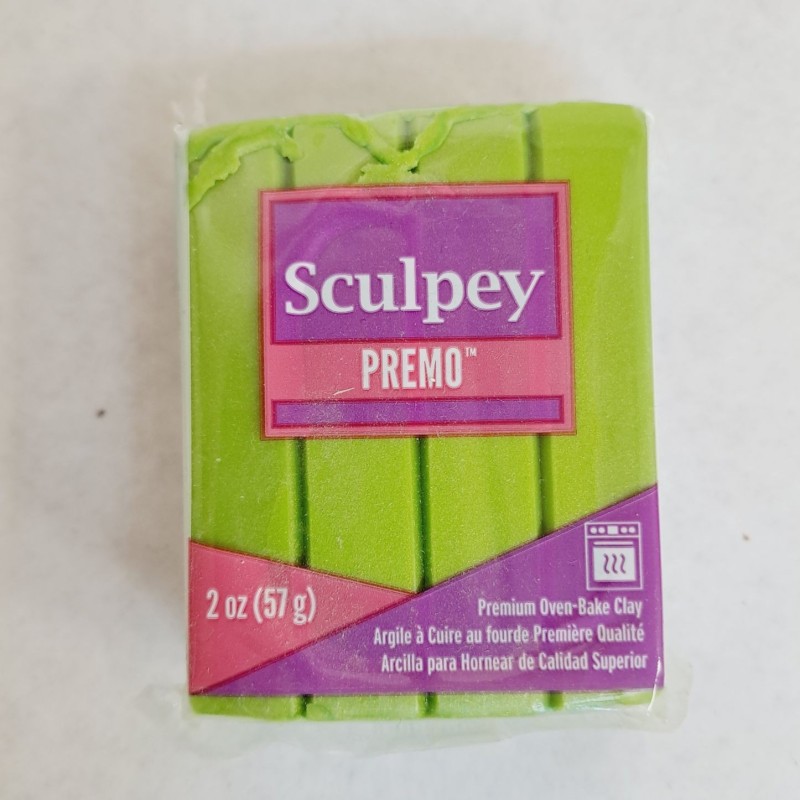 Sculpey
PREMO™
2 oz (57 g)
Premium Oven-Bake Clay
Argile à Cuire au fourde Première Qualité
Arcilla para Hornear de Calidad Superior